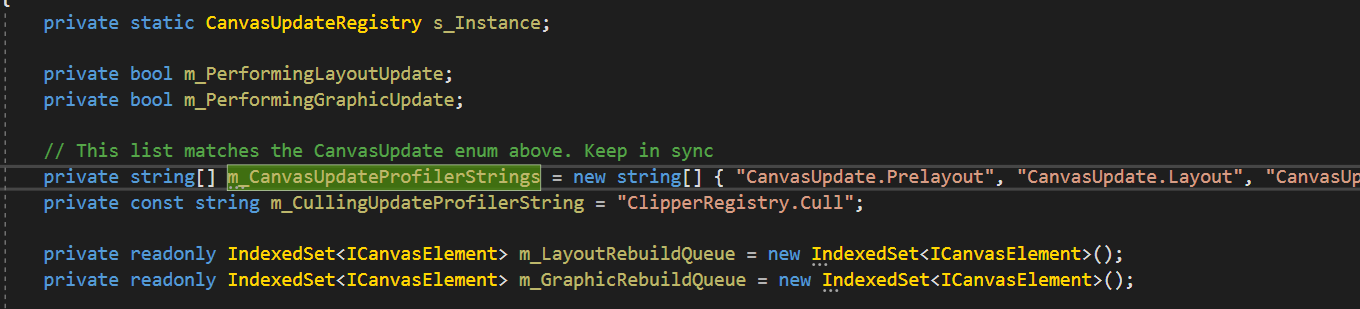 {
private static CanvasUpdateRegistry s_Instance;
private bool m_PerformingLayoutUpdate;
private bool m_PerformingGraphicUpdate;
// This list matches the CanvasUpdate enum above. Keep in sync
private string[] m_CanvasUpdateProfilerStrings = new string[] { "CanvasUpdate.Prelayout", "CanvasUpdate.Layout", "CanvasUp
private const string m_CullingUpdateProfilerString = "ClipperRegistry.Cull";
private readonly IndexedSet<ICanvasElement> m_LayoutRebuildQueue = new IndexedSet<ICanvasElement>();
private readonly IndexedSet<ICanvasElement> m_GraphicRebuildQueue = new IndexedSet<ICanvasElement>();